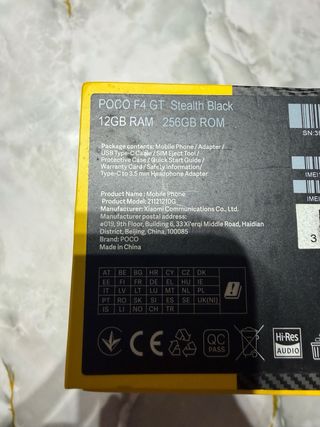 POCO F4 GT Stealth Black
12GB RAM 256GB ROM
Package contents: Mobile Phone / Adapter /
USB Type-C Cable / SIM Eject Tool /
Protective Case / Quick Start Guide /
Warranty Card / Safety Information /
Type-C to 3.5 mm Headphone Adapter
Product Name: Mobile Phone
Product Model: 21121210G
Manufacturer: Xiaomi Communications Co., Ltd.
Manufacturer postal address:
#019, 9th Floor, Building 6, 33 Xi'erqi Middle Road, Haidian
District, Beijing, China, 100085
Brand: POCO
Made in China
AT BE BG HR CY CZ DK
EE FI FR DE EL HU IE
IT LV LT LU MT NL PL
PT RO SK SI ES SE UK(NI)
IS LI NO CH TR
CE
QC
PASS
Hi-Res
AUDIO
SN:
IMEI
IMEI
3